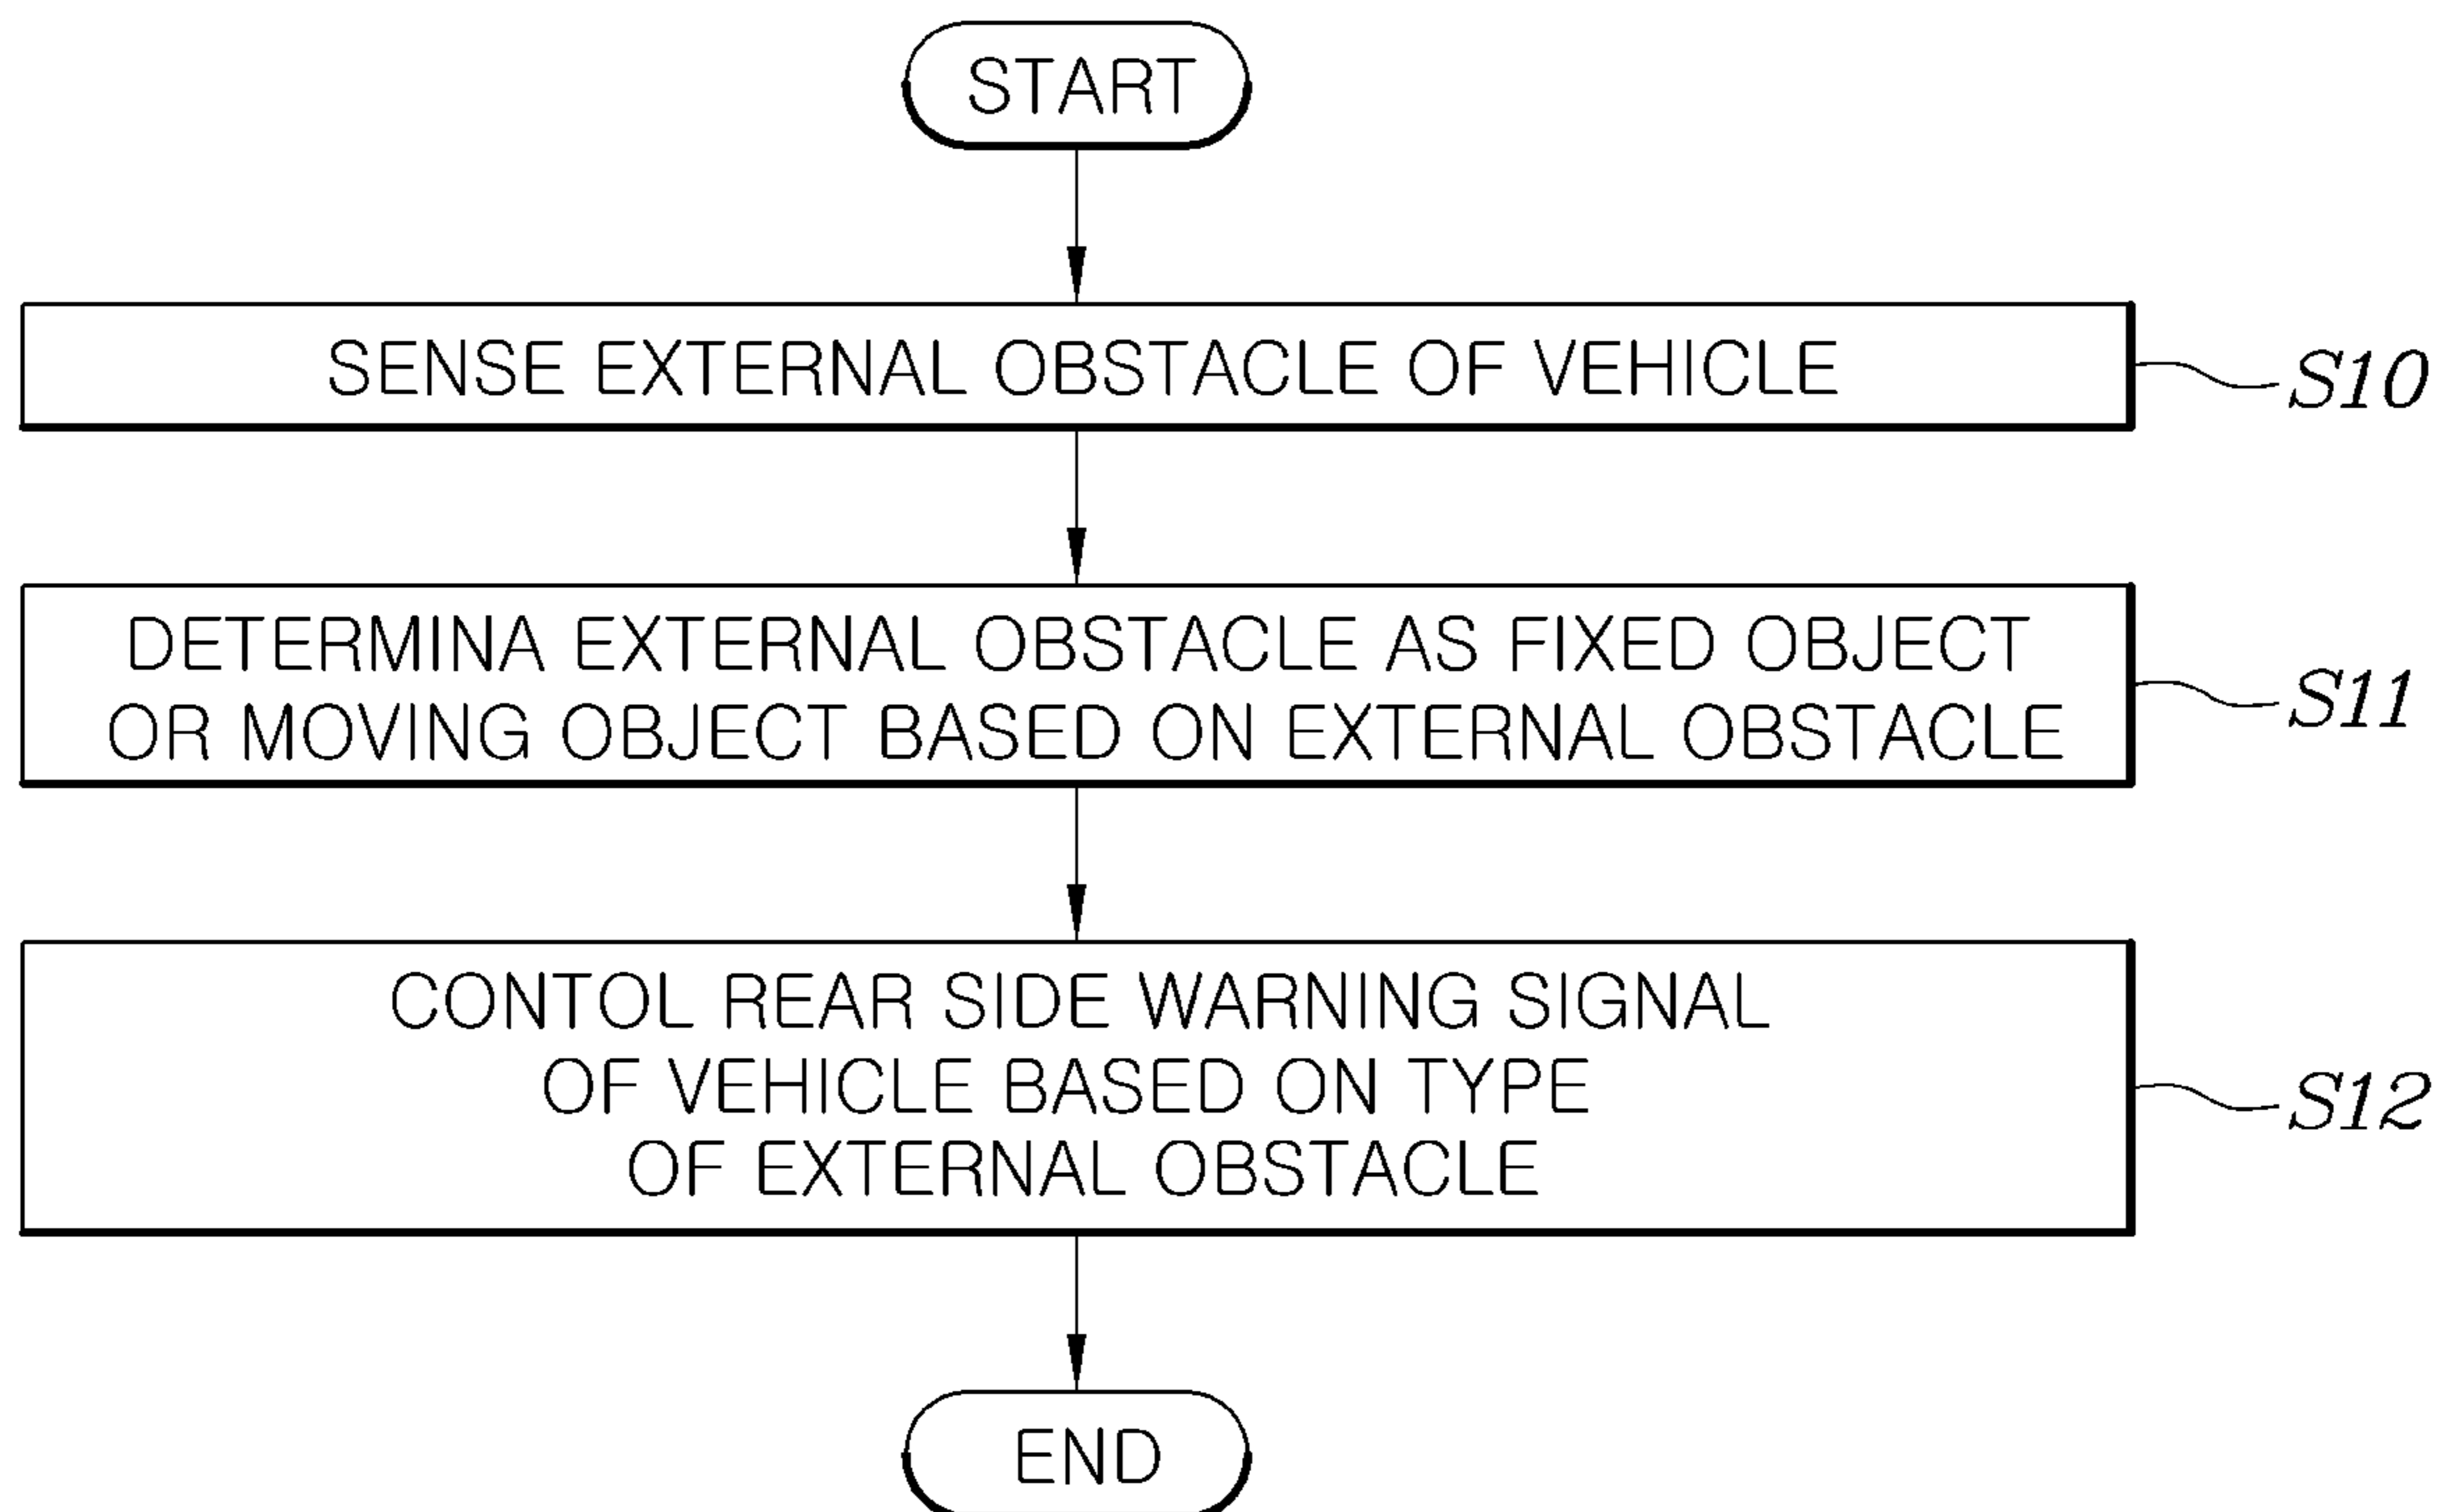 START
SENSE EXTERNAL OBSTACLE OF VEHICLE
S10
DETERMINA EXTERNAL OBSTACLE AS FIXED OBJECT
OR MOVING OBJECT BASED ON EXTERNAL OBSTACLE
S11
CONTOL REAR SIDE WARNING SIGNAL
OF VEHICLE BASED ON TYPE
OF EXTERNAL OBSTACLE
S12
END